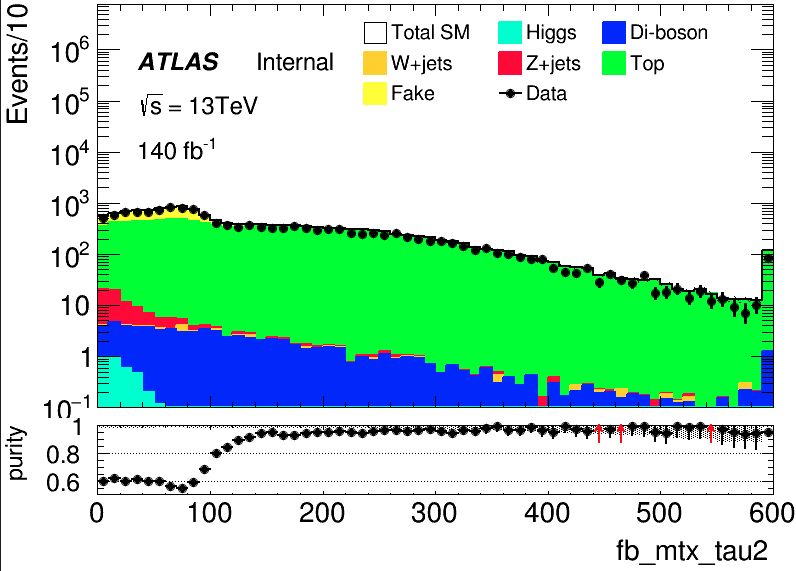 Events/10
10⁶
10⁵
10⁴
10³
10²
10
1
10⁻¹
ATLAS Internal
√s = 13TeV
140 fb⁻¹
Total SM
Higgs
Di-boson
W+jets
Z+jets
Top
Fake
Data
purity
1
0.8
0.6
0 100 200 300 400 500 600
fb_mtx_tau2